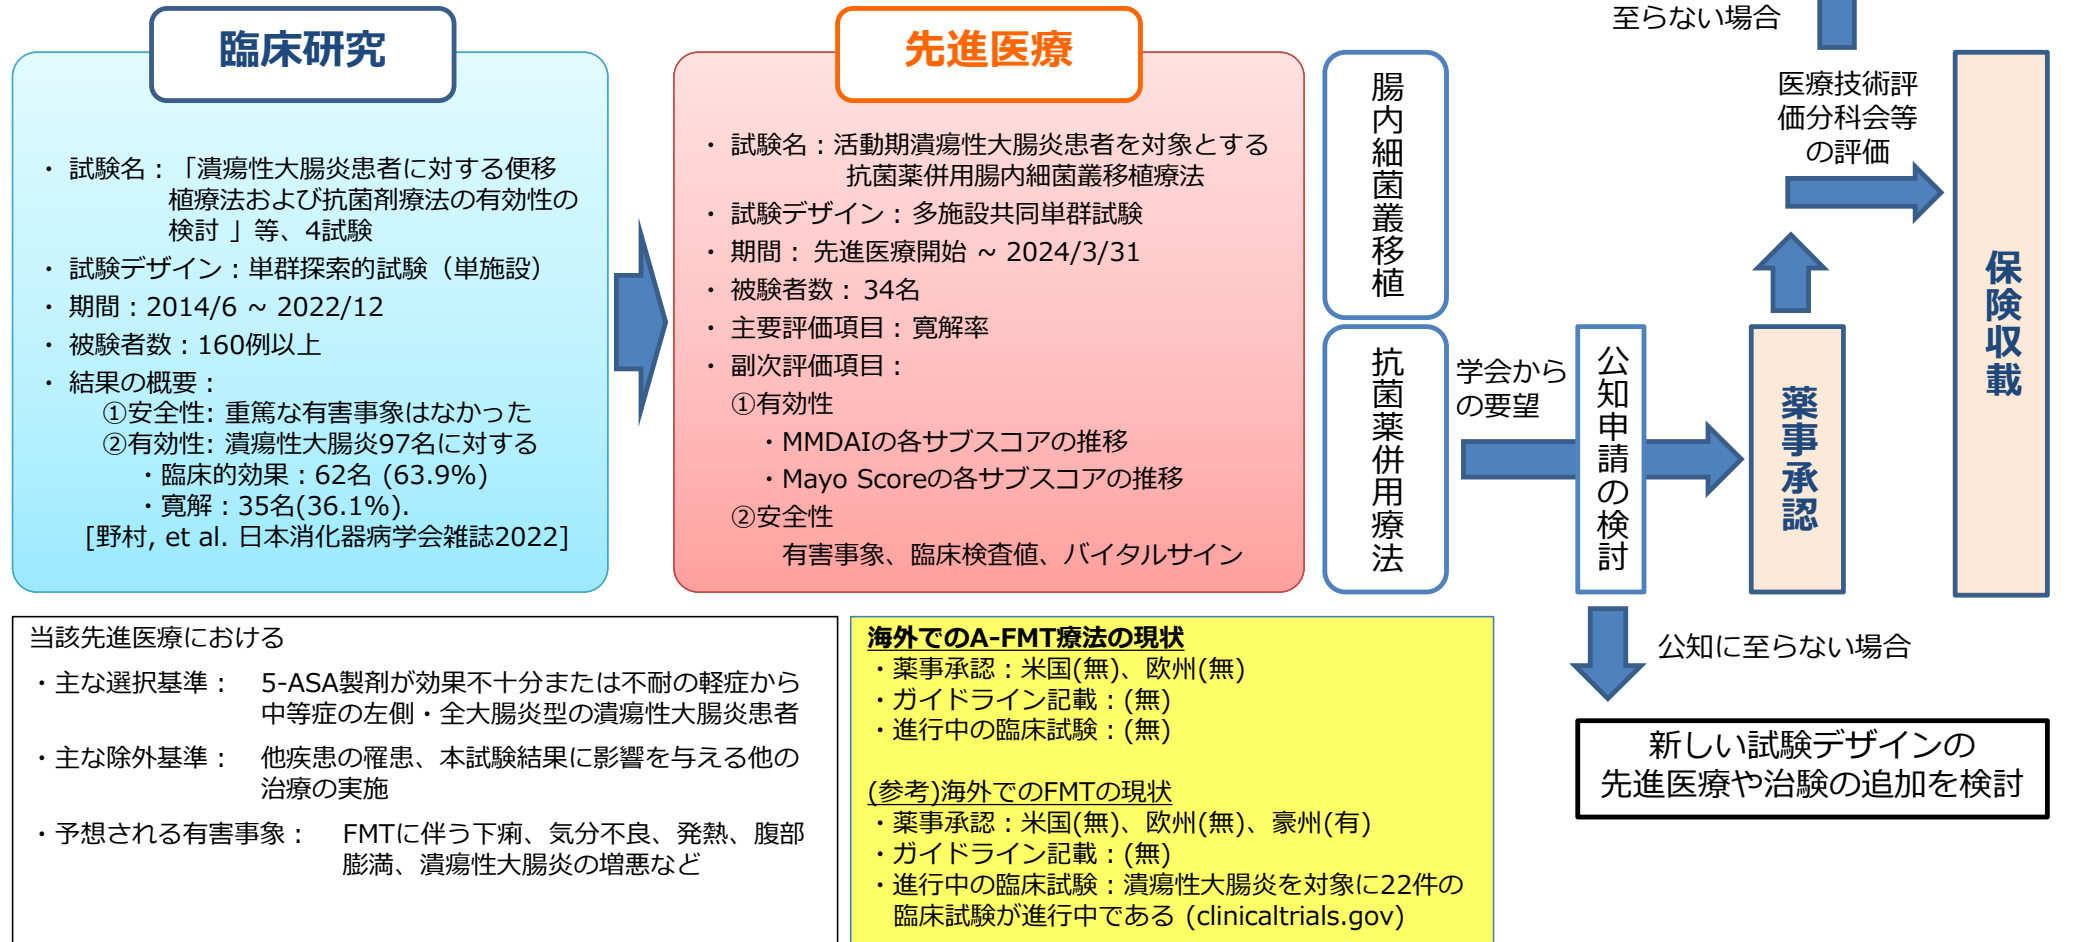 至らない場合
臨床研究
・ 試験名：「潰瘍性大腸炎患者に対する便移
植療法および抗菌剤療法の有効性の
検討 」等、4試験
・ 試験デザイン：単群探索的試験（単施設）
・ 期間：2014/6 ~ 2022/12
・ 被験者数：160例以上
・ 結果の概要：
①安全性: 重篤な有害事象はなかった
②有効性: 潰瘍性大腸炎97名に対する
・臨床的効果：62名 (63.9%)
・寛解：35名(36.1%).
[野村, et al. 日本消化器病学会雑誌2022]
先進医療
・ 試験名：活動期潰瘍性大腸炎患者を対象とする
抗菌薬併用腸内細菌叢移植療法
・ 試験デザイン：多施設共同単群試験
・ 期間： 先進医療開始 ~ 2024/3/31
・ 被験者数：34名
・ 主要評価項目：寛解率
・ 副次評価項目：
①有効性
・MMDAIの各サブスコアの推移
・Mayo Scoreの各サブスコアの推移
②安全性
有害事象、臨床検査値、バイタルサイン
腸内細菌叢移植
抗菌薬併用療法
学会から
の要望
公知申請の検討
薬事承認
医療技術評
価分科会等
の評価
保険収載
公知に至らない場合
新しい試験デザインの
先進医療や治験の追加を検討
当該先進医療における
・主な選択基準： 5-ASA製剤が効果不十分または不耐の軽症から
中等症の左側・全大腸炎型の潰瘍性大腸炎患者
・主な除外基準： 他疾患の罹患、本試験結果に影響を与える他の
治療の実施
・予想される有害事象： FMTに伴う下痢、気分不良、発熱、腹部
膨満、潰瘍性大腸炎の増悪など
海外でのA-FMT療法の現状
・薬事承認：米国(無)、欧州(無)
・ガイドライン記載：(無)
・進行中の臨床試験：(無)
(参考)海外でのFMTの現状
・薬事承認：米国(無)、欧州(無)、豪州(有)
・ガイドライン記載：(無)
・進行中の臨床試験：潰瘍性大腸炎を対象に22件の
臨床試験が進行中である (clinicaltrials.gov)